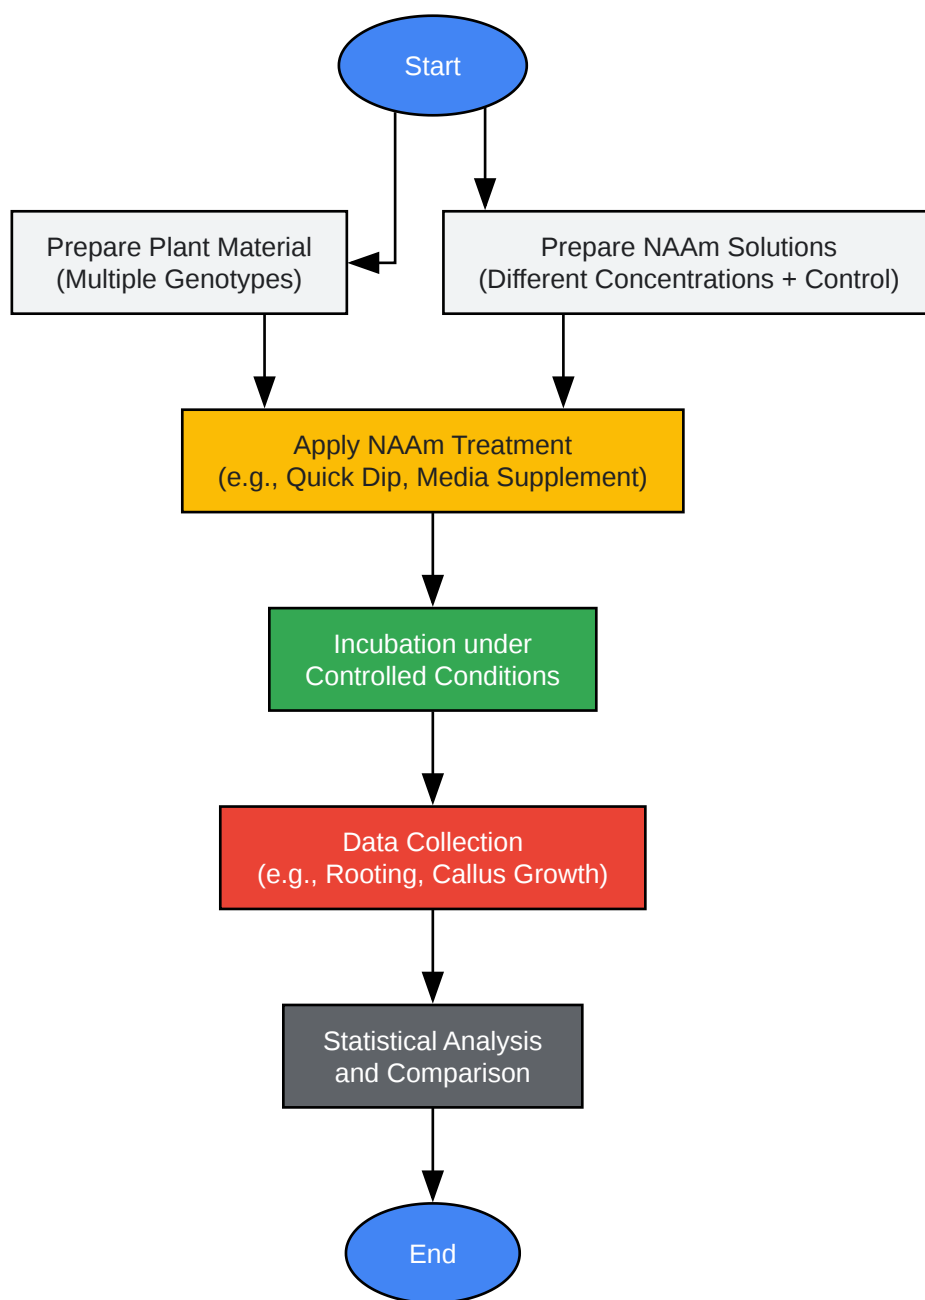 Start
Prepare Plant Material
(Multiple Genotypes)
Prepare NAAm Solutions
(Different Concentrations + Control)
Apply NAAm Treatment
(e.g., Quick Dip, Media Supplement)
Incubation under
Controlled Conditions
Data Collection
(e.g., Rooting, Callus Growth)
Statistical Analysis
and Comparison
End